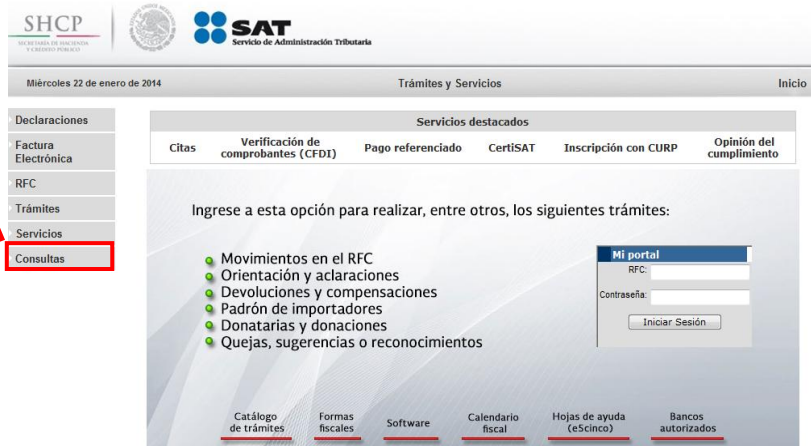 SHCP
SECRETARÍA DE HACIENDA
Y CRÉDITO PÚBLICO
SAT
Servicio de Administración Tributaria
Miércoles 22 de enero de 2014
Trámites y Servicios
Inicio
Declaraciones
Factura
Electrónica
RFC
Trámites
Servicios
Consultas
Servicios destacados
Citas
Verificación de
comprobantes (CFDI)
Pago referenciado
CertiSAT
Inscripción con CURP
Opinión del
cumplimiento
Ingrese a esta opción para realizar, entre otros, los siguientes trámites:
Movimientos en el RFC
Orientación y aclaraciones
Devoluciones y compensaciones
Padrón de importadores
Donatarias y donaciones
Quejas, sugerencias o reconocimientos
Mi portal
RFC:
Contraseña:
Iniciar Sesión
Catálogo
de trámites
Formas
fiscales
Software
Calendario
fiscal
Hojas de ayuda
(e5cinco)
Bancos
autorizados